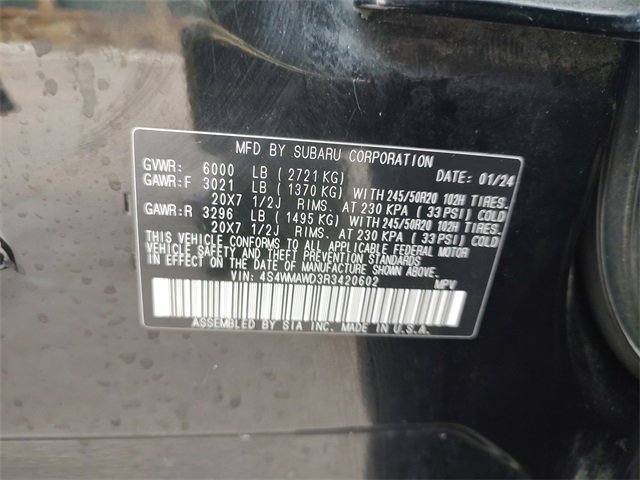 MFD BY SUBARU CORPORATION
GVWR: 6000 LB ( 2721 KG) DATE: 01/24
GAWR:F 3021 LB ( 1370 KG) WITH 245/50R20 102H TIRES.
20X7 1/2J RIMS. AT 230 KPA ( 33 PSI) COLD
GAWR:R 3296 LB ( 1495 KG) WITH 245/50R20 102H TIRES.
20X7 1/2J RIMS. AT 230 KPA ( 33 PSI) COLD
THIS VEHICLE CONFORMS TO ALL APPLICABLE FEDERAL MOTOR
VEHICLE SAFETY AND THEFT PREVENTION STANDARDS
IN EFFECT ON THE DATE OF MANUFACTURE SHOWN ABOVE.
VIN: 4S4WMAWD3R3420602 MPV
ASSEMBLED BY SIA INC. MADE IN U.S.A.